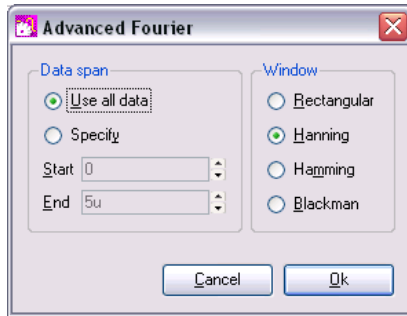 Advanced Fourier
Data span
Use all data
Specify
Start 0
End 5u
Window
Rectangular
Hanning
Hamming
Blackman
Cancel
Ok